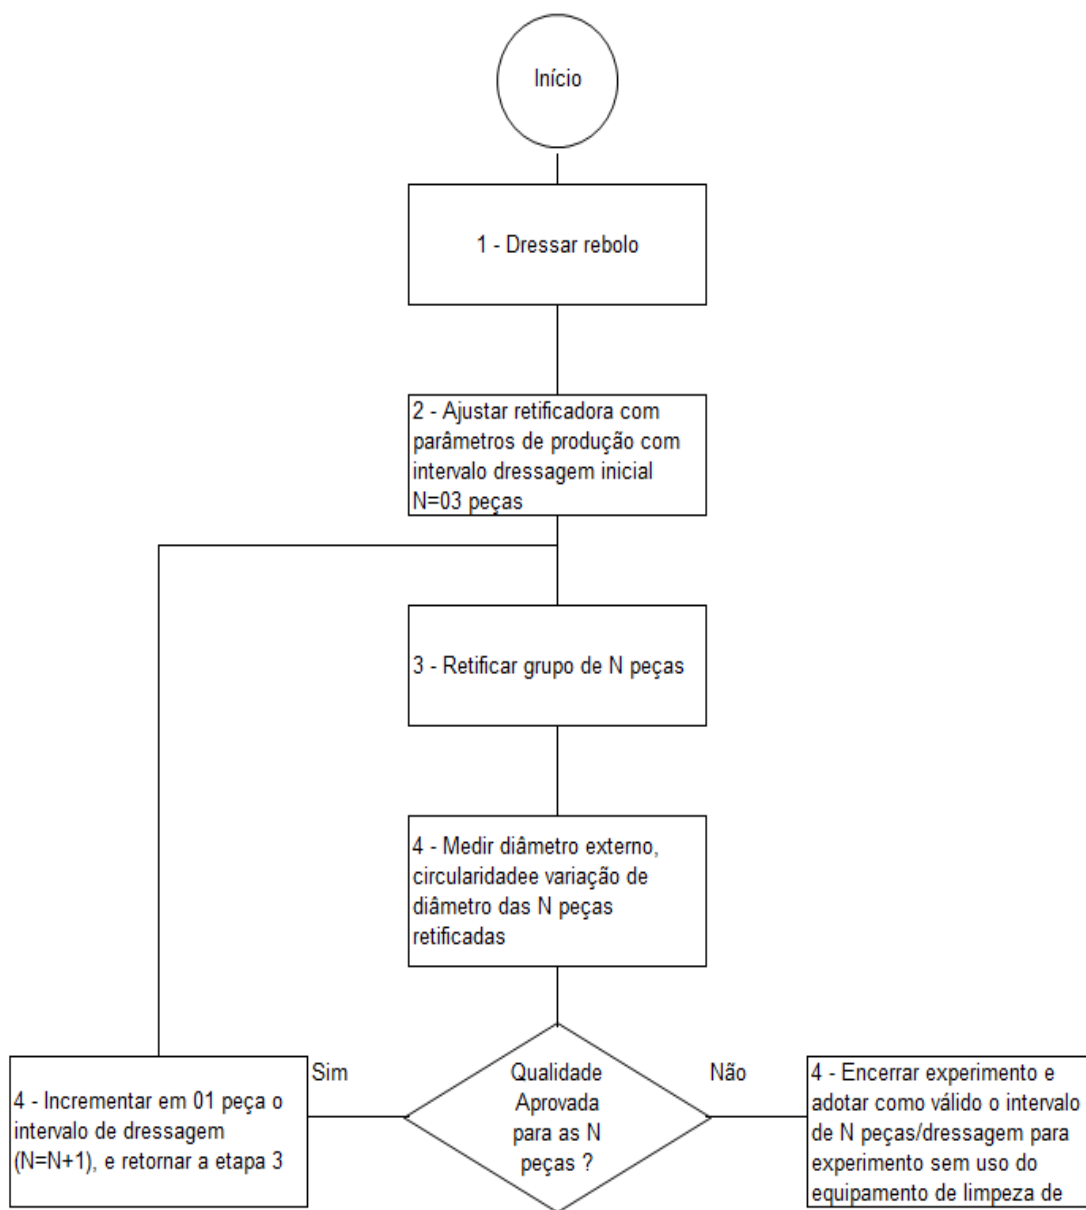 Início
1 - Dressar rebolo
2 - Ajustar retificadora com
parâmetros de produção com
intervalo dressagem inicial
N=03 peças
3 - Retificar grupo de N peças
4 - Medir diâmetro externo,
circularidadee variação de
diâmetro das N peças
retificadas
Sim
Qualidade
Aprovada
para as N
peças ?
Não
4 - Incrementar em 01 peça o
intervalo de dressagem
(N=N+1), e retornar a etapa 3
4 - Encerrar experimento e
adotar como válido o intervalo
de N peças/dressagem para
experimento sem uso do
equipamento de limpeza de